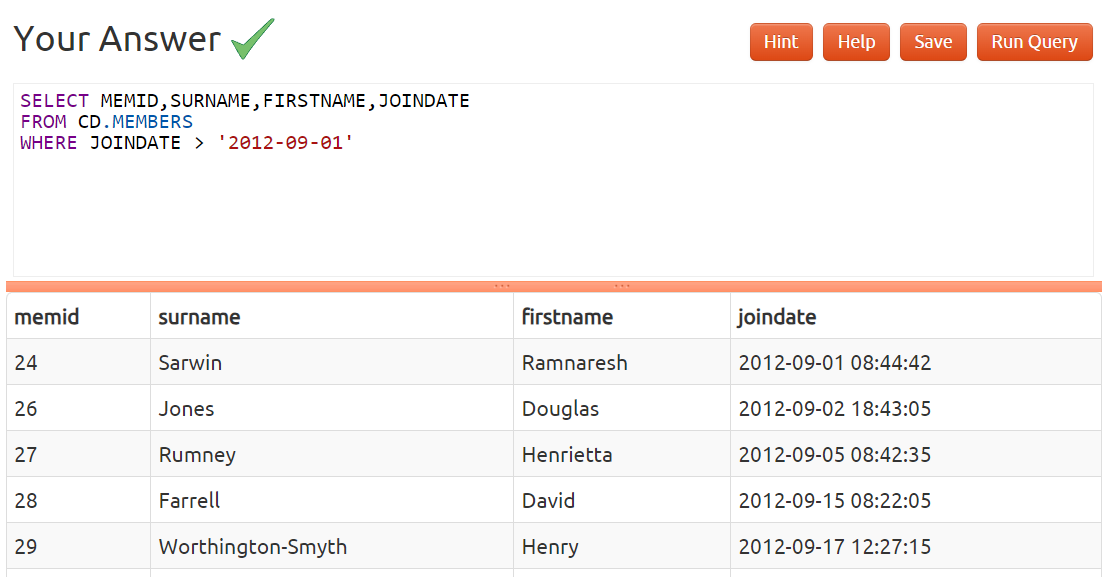 Your Answer
Hint Help Save Run Query
SELECT MEMID,SURNAME,FIRSTNAME,JOINDATE
FROM CD.MEMBERS
WHERE JOINDATE > '2012-09-01'
memid surname firstname joindate
24 Sarwin Ramnaresh 2012-09-01 08:44:42
26 Jones Douglas 2012-09-02 18:43:05
27 Rumney Henrietta 2012-09-05 08:42:35
28 Farrell David 2012-09-15 08:22:05
29 Worthington-Smyth Henry 2012-09-17 12:27:15